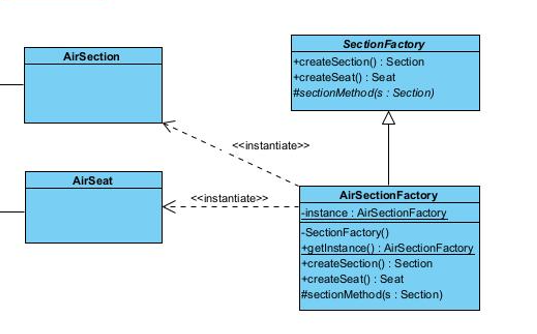 AirSection
SectionFactory
+createSection() : Section
+createSeat() : Seat
#sectionMethod(s : Section)
<<instantiate>>
AirSeat
<<instantiate>>
AirSectionFactory
-instance : AirSectionFactory
-SectionFactory()
+getInstance() : AirSectionFactory
+createSection() : Section
+createSeat() : Seat
#sectionMethod(s : Section)